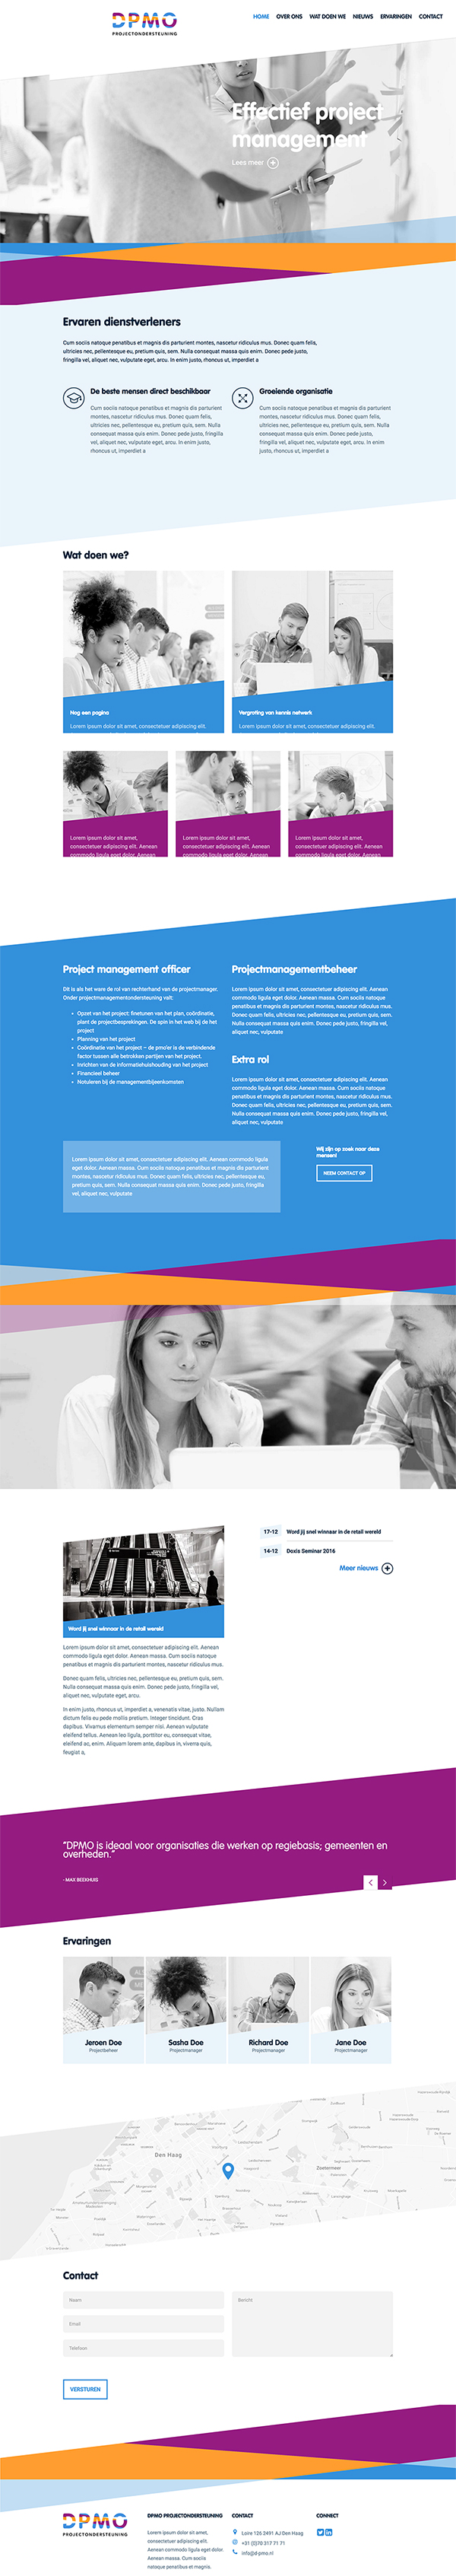 DPMO
PROJECTONDERSTEUNING
HOME OVER ONS WAT DOEN WE NIEUWS ERVARINGEN CONTACT
Effectief project
management
Lees meer
Ervaren dienstverleners
Cum sociis natoque penatibus et magnis dis parturient montes, nascetur ridiculus mus. Donec quam felis,
ultricies nec, pellentesque eu, pretium quis, sem. Nulla consequat massa quis enim. Donec pede justo,
fringilla vel, aliquet nec, vulputate eget, arcu. In enim justo, rhoncus ut, imperdiet a
De beste mensen direct beschikbaar
Cum sociis natoque penatibus et magnis dis parturient
montes, nascetur ridiculus mus. Donec quam felis,
ultricies nec, pellentesque eu, pretium quis, sem. Nulla
consequat massa quis enim. Donec pede justo, fringilla
vel, aliquet nec, vulputate eget, arcu. In enim justo,
rhoncus ut, imperdiet a
Groeiende organisatie
Cum sociis natoque penatibus et magnis dis parturient
montes, nascetur ridiculus mus. Donec quam felis,
ultricies nec, pellentesque eu, pretium quis, sem. Nulla
consequat massa quis enim. Donec pede justo, fringilla
vel, aliquet nec, vulputate eget, arcu. In enim
justo, rhoncus ut, imperdiet a
Wat doen we?
Nog een pagina
Lorem ipsum dolor sit amet, consectetuer adipiscing elit.
Vergroting van kennis netwerk
Lorem ipsum dolor sit amet, consectetuer adipiscing elit.
Lorem ipsum dolor sit amet,
consectetuer adipiscing elit. Aenean
commodo ligula eget dolor. Aenean
Lorem ipsum dolor sit amet,
consectetuer adipiscing elit. Aenean
commodo ligula eget dolor. Aenean
Lorem ipsum dolor sit amet,
consectetuer adipiscing elit. Aenean
commodo ligula eget dolor. Aenean
Project management officer
Dit is als het ware de rol van rechterhand van de projectmanager.
Onder projectmanagementondersteuning valt:
Opzet van het project: finetunen van het plan, coördinatie,
plant de projectbesprekingen. De spin in het web bij de het
project
Planning van het project
Coördinatie van het project – de pmo'er is de verbindende
factor tussen alle betrokken partijen van het project.
Inrichten van de informatiehuishouding van het project
Financieel beheer
Notuleren bij de managementbijeenkomsten
Projectmanagementbeheer
Lorem ipsum dolor sit amet, consectetuer adipiscing elit. Aenean
commodo ligula eget dolor. Aenean massa. Cum sociis natoque
penatibus et magnis dis parturient montes, nascetur ridiculus mus.
Donec quam felis, ultricies nec, pellentesque eu, pretium quis, sem.
Nulla consequat massa quis enim. Donec pede justo, fringilla vel,
aliquet nec, vulputate
Extra rol
Lorem ipsum dolor sit amet, consectetuer adipiscing elit. Aenean
commodo ligula eget dolor. Aenean massa. Cum sociis natoque
penatibus et magnis dis parturient montes, nascetur ridiculus mus.
Donec quam felis, ultricies nec, pellentesque eu, pretium quis, sem.
Nulla consequat massa quis enim. Donec pede justo, fringilla vel,
aliquet nec, vulputate
Lorem ipsum dolor sit amet, consectetuer adipiscing elit. Aenean commodo ligula
eget dolor. Aenean massa. Cum sociis natoque penatibus et magnis dis parturient
montes, nascetur ridiculus mus. Donec quam felis, ultricies nec, pellentesque eu,
pretium quis, sem. Nulla consequat massa quis enim. Donec pede justo, fringilla
vel, aliquet nec, vulputate
Wij zijn op zoek naar deze
mensen!
NEEM CONTACT OP
Word jij snel winnaar in de retail wereld
Lorem ipsum dolor sit amet, consectetuer adipiscing elit. Aenean
commodo ligula eget dolor. Aenean massa. Cum sociis natoque
penatibus et magnis dis parturient montes, nascetur ridiculus mus.
Donec quam felis, ultricies nec, pellentesque eu, pretium quis, sem.
Nulla consequat massa quis enim. Donec pede justo, fringilla vel,
aliquet nec, vulputate eget, arcu.
In enim justo, rhoncus ut, imperdiet a, venenatis vitae, justo. Nullam
dictum felis eu pede mollis pretium. Integer tincidunt. Cras
dapibus. Vivamus elementum semper nisi. Aenean vulputate
eleifend tellus. Aenean leo ligula, porttitor eu, consequat vitae,
eleifend ac, enim. Aliquam lorem ante, dapibus in, viverra quis,
feugiat a,
17-12 Word jij snel winnaar in de retail wereld
14-12 Doxis Seminar 2016
Meer nieuws
"DPMO is ideaal voor organisaties die werken op regiebasis; gemeenten en
overheden."
- MAX BEEKHUIS
Ervaringen
Jeroen Doe
Projectbeheer
Sasha Doe
Projectmanager
Richard Doe
Projectmanager
Jane Doe
Projectmanager
Den Haag
Zoetermeer
Contact
Naam
Email
Telefoon
Bericht
VERSTUREN
DPMO
PROJECTONDERSTEUNING
DPMO PROJECTONDERSTEUNING
Lorem ipsum dolor sit amet,
consectetuer adipiscing elit.
Aenean commodo ligula eget dolor.
Aenean massa. Cum sociis
natoque penatibus et magnis.
CONTACT
Loire 126 2491 AJ Den Haag
+31 (0)70 317 71 71
info@dpmo.nl
CONNECT